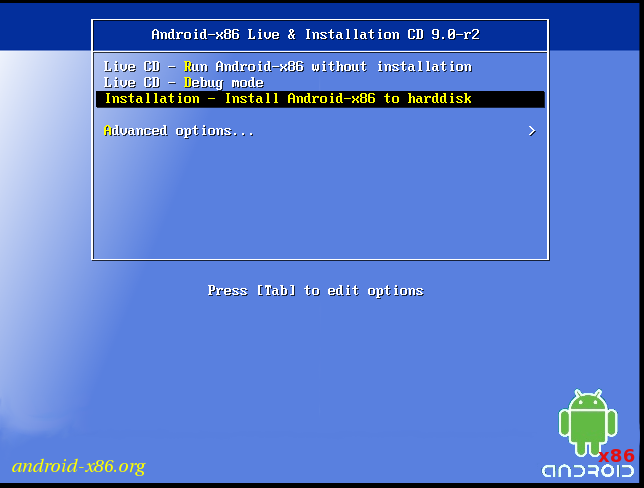 Android-x86 Live & Installation CD 9.0-r2
Live CD - Run Android-x86 without installation
Live CD - Debug mode
Installation - Install Android-x86 to harddisk
Advanced options... >
Press [Tab] to edit options
android-x86.org
x86
ANDROID